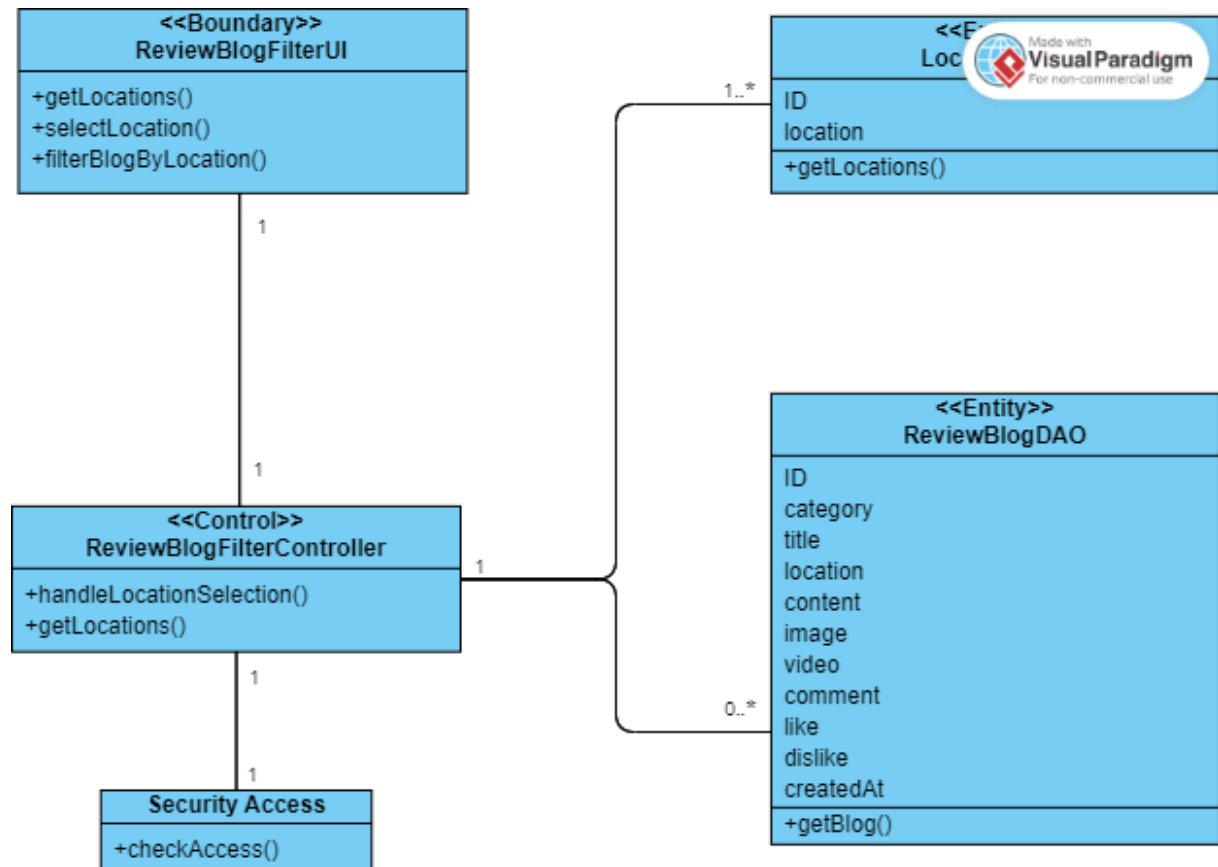 <<Boundary>>
ReviewBlogFilterUI
+getLocations()
+selectLocation()
+filterBlogByLocation()
1
1
<<Control>>
ReviewBlogFilterController
+handleLocationSelection()
+getLocations()
1
1
Security Access
+checkAccess()
1
1..*
0..*
Made with
Visual Paradigm
For non-commercial use
ID
location
+getLocations()
<<Entity>>
ReviewBlogDAO
ID
category
title
location
content
image
video
comment
like
dislike
createdAt
+getBlog()